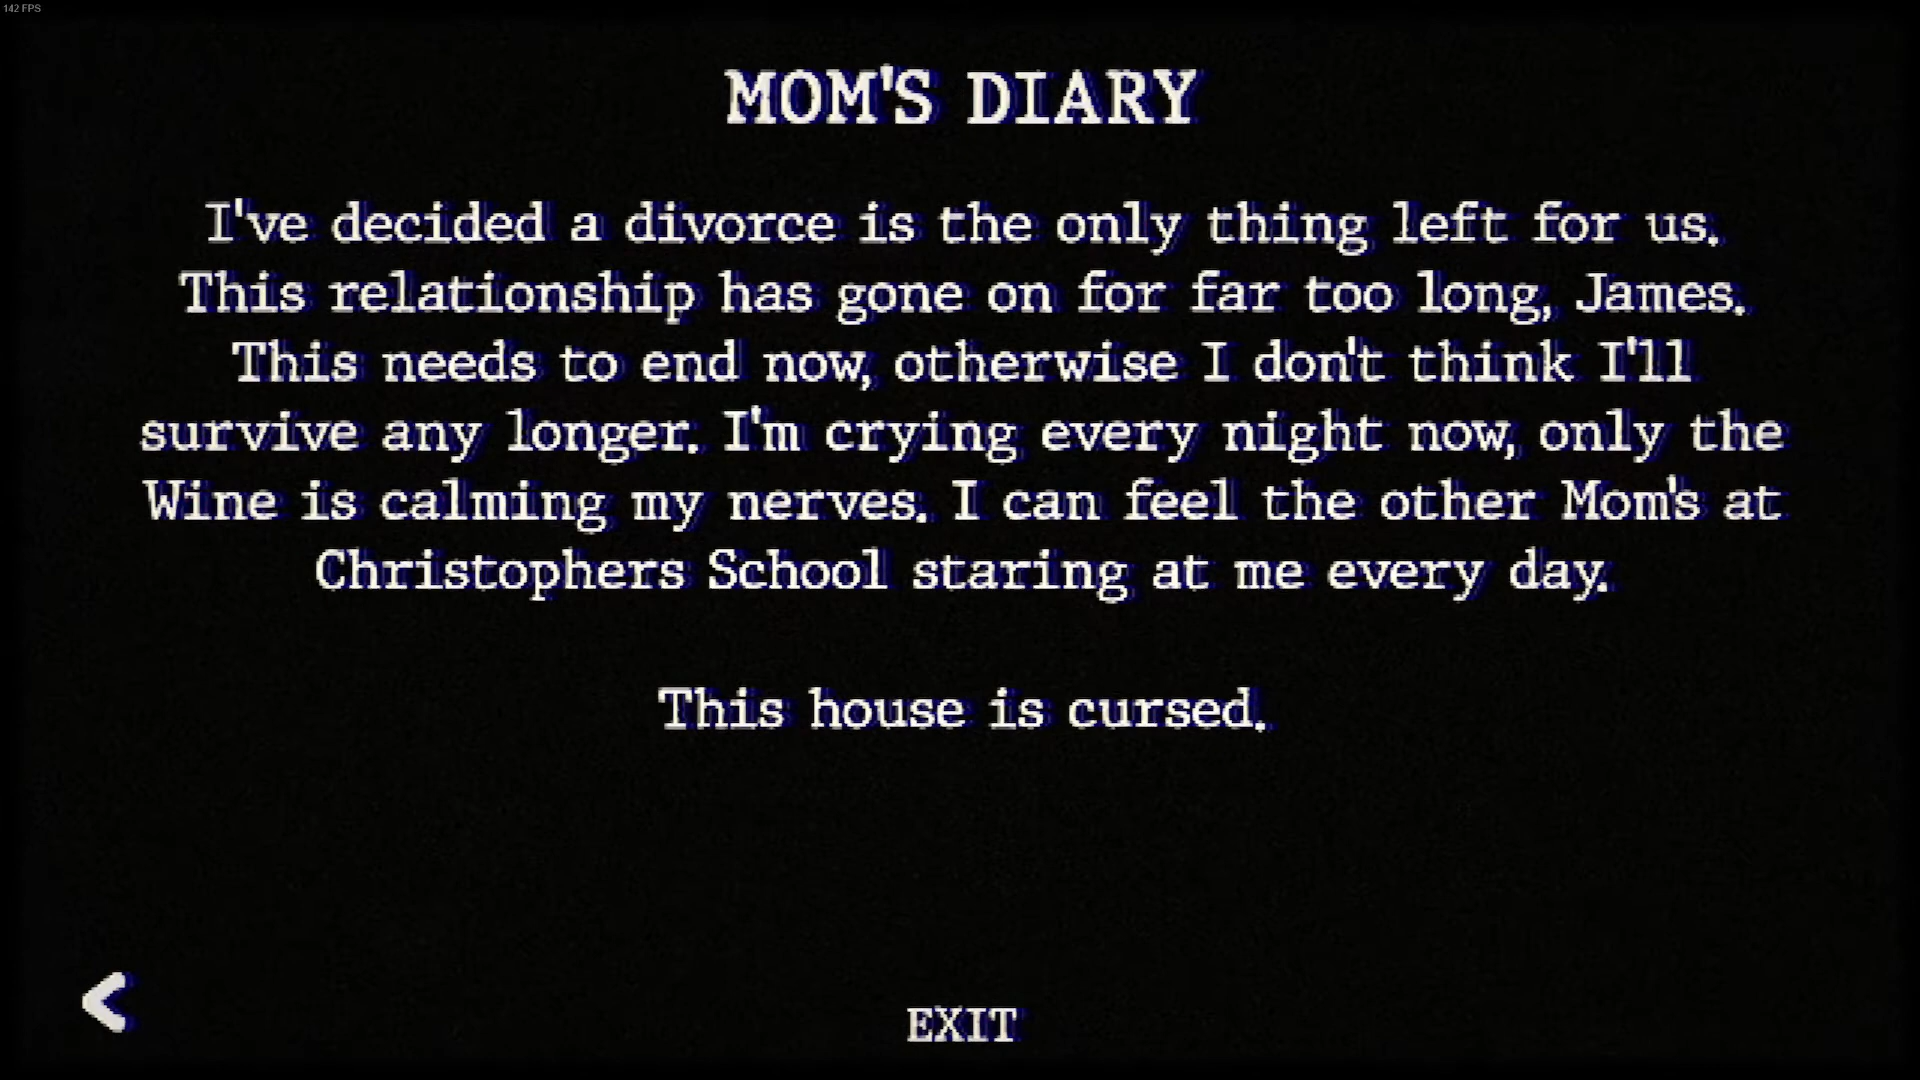 142 FPS
MOM'S DIARY
I've decided a divorce is the only thing left for us.
This relationship has gone on for far too long, James.
This needs to end now, otherwise I don't think I'll
survive any longer. I'm crying every night now, only the
Wine is calming my nerves. I can feel the other Mom's at
Christophers School staring at me every day.
This house is cursed.
<
EXIT